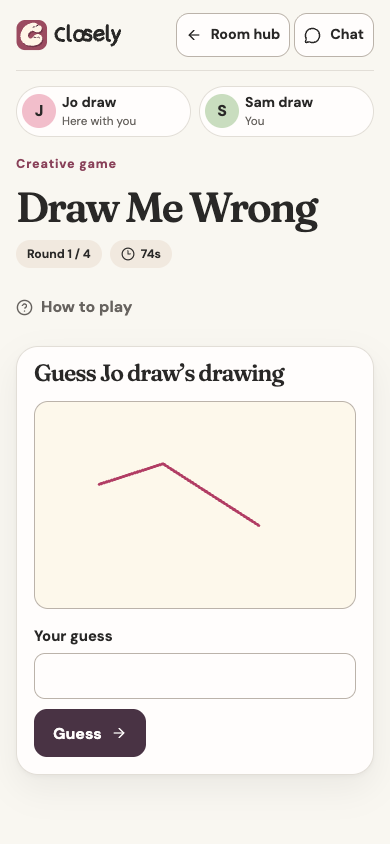 Closely
Room hub
Chat
J
Jo draw
Here with you
S
Sam draw
You
Creative game
Draw Me Wrong
Round 1 / 4
74s
How to play
Guess Jo draw’s drawing
Your guess
Guess